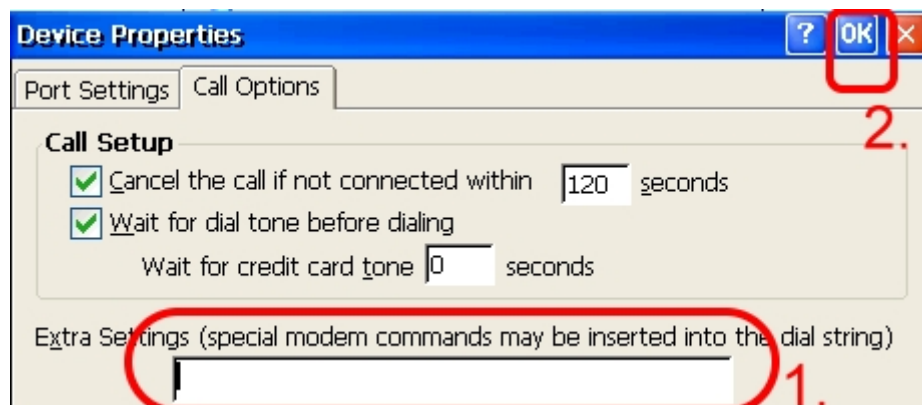 Device Properties ? OK ×
2.
Port Settings Call Options
Call Setup
Cancel the call if not connected within 120 seconds
Wait for dial tone before dialing
Wait for credit card tone 0 seconds
Extra Settings (special modem commands may be inserted into the dial string)
1.